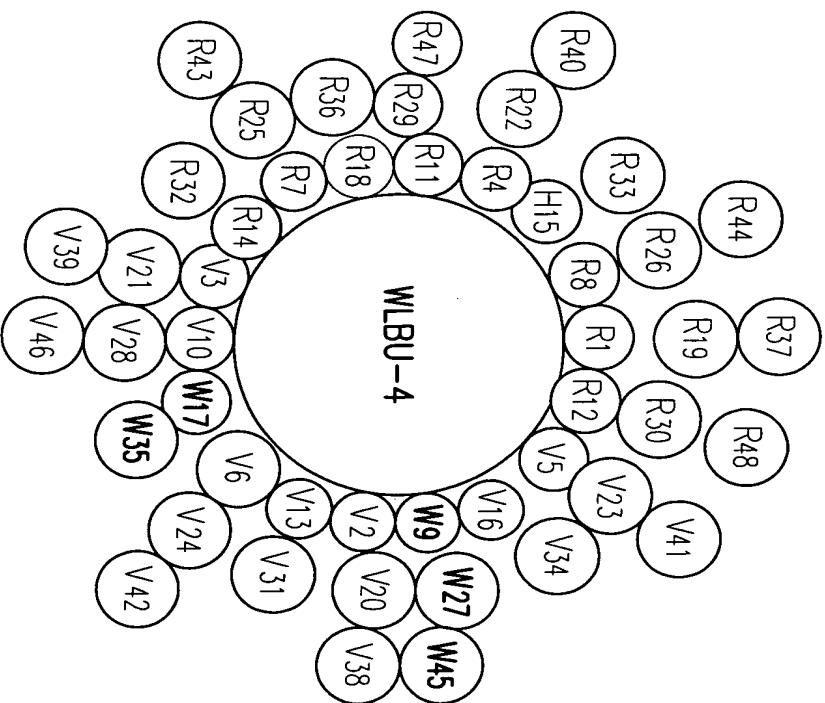 R37
R44
R48
R19
V41
R26
R30
R33
V23
R1
R8
R12
R40
V34
V5
H15
R22
R4
V16
W27
W45
R47
R11
W9
R29
WLBU-4
V20
V2
R18
V38
R36
V13
R7
V31
R25
R14
V6
V3
R43
V10
W17
V24
R32
V21
W35
V42
V28
V39
V46